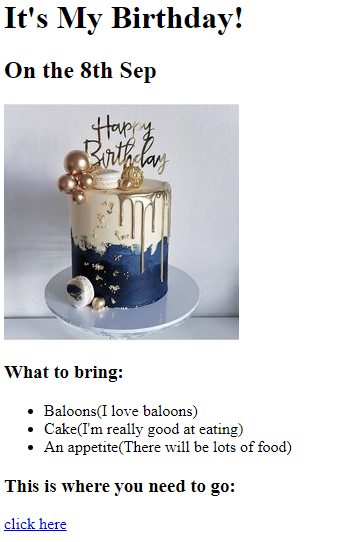 It's My Birthday!
On the 8th Sep
Happy
Birthday
What to bring:
Baloons(I love baloons)
Cake(I'm really good at eating)
An appetite(There will be lots of food)
This is where you need to go:
click here